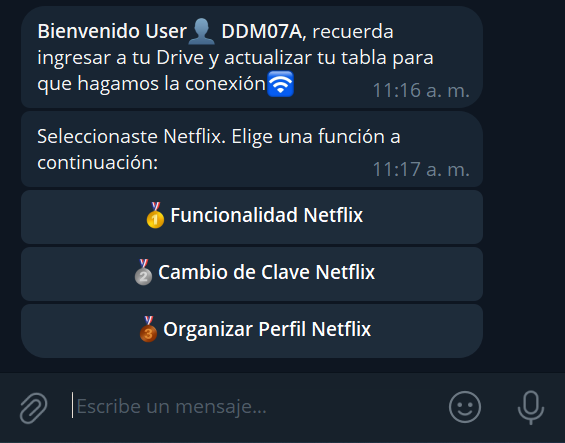 Bienvenido User👤 DDM07A, recuerda
ingresar a tu Drive y actualizar tu tabla para
que hagamos la conexión🛜
11:16 a. m.
Seleccionaste Netflix. Elige una función a
continuación:
11:17 a. m.
🥇Funcionalidad Netflix
🥈Cambio de Clave Netflix
🥉Organizar Perfil Netflix
Escribe un mensaje...